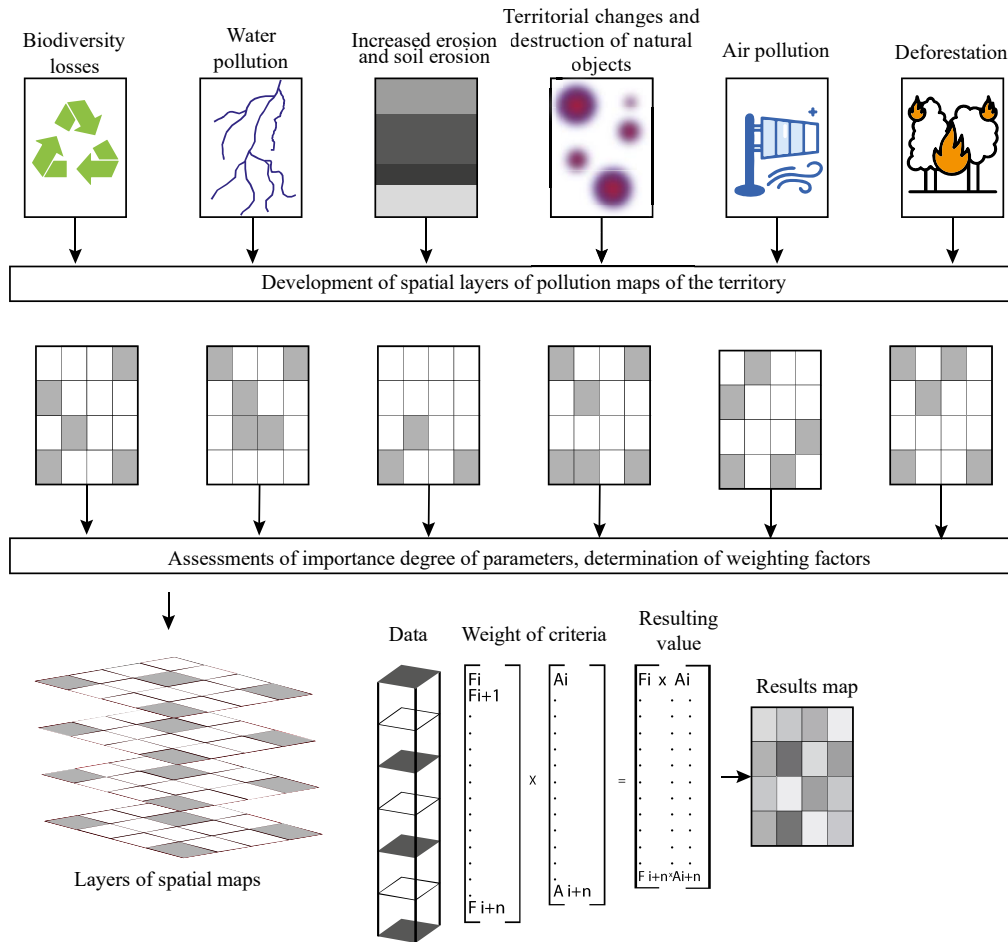 Biodiversity
losses
Water
pollution
Increased erosion
and soil erosion
Territorial changes and
destruction of natural
objects
Air pollution
Deforestation
Development of spatial layers of pollution maps of the territory
Assessments of importance degree of parameters, determination of weighting factors
Layers of spatial maps
Data
Weight of criteria
Resulting
value
Results map
Fi
Fi+1
F i+n
x
Ai
A i+n
=
Fi x Ai
F i+n x Ai+n